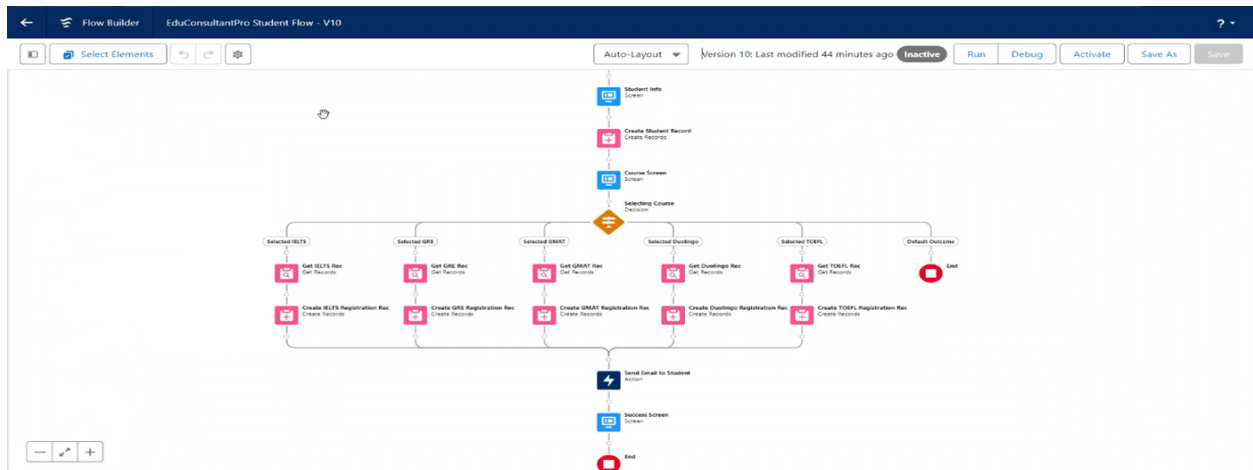 Flow Builder EduConsultantPro Student Flow - V10 ?
Select Elements Auto-Layout Version 10: Last modified 44 minutes ago Inactive Run Debug Activate Save As Save
Student Info
Screen
Create Student Record
Create Records
Course Screen
Screen
Selecting Course
Decision
Selected IELTS Selected GRE Selected GMAT Selected Duolingo Selected TOEFL Default Outcome
Get IELTS Rec Get GRE Rec Get GMAT Rec Get Duolingo Rec Get TOEFL Rec End
Get Records Get Records Get Records Get Records Get Records
Create IELTS Registration Rec Create GRE Registration Rec Create GMAT Registration Rec Create Duolingo Registration Rec Create TOEFL Registration Rec
Create Records Create Records Create Records Create Records Create Records
Send Email to Student
Action
Success Screen
Screen
End